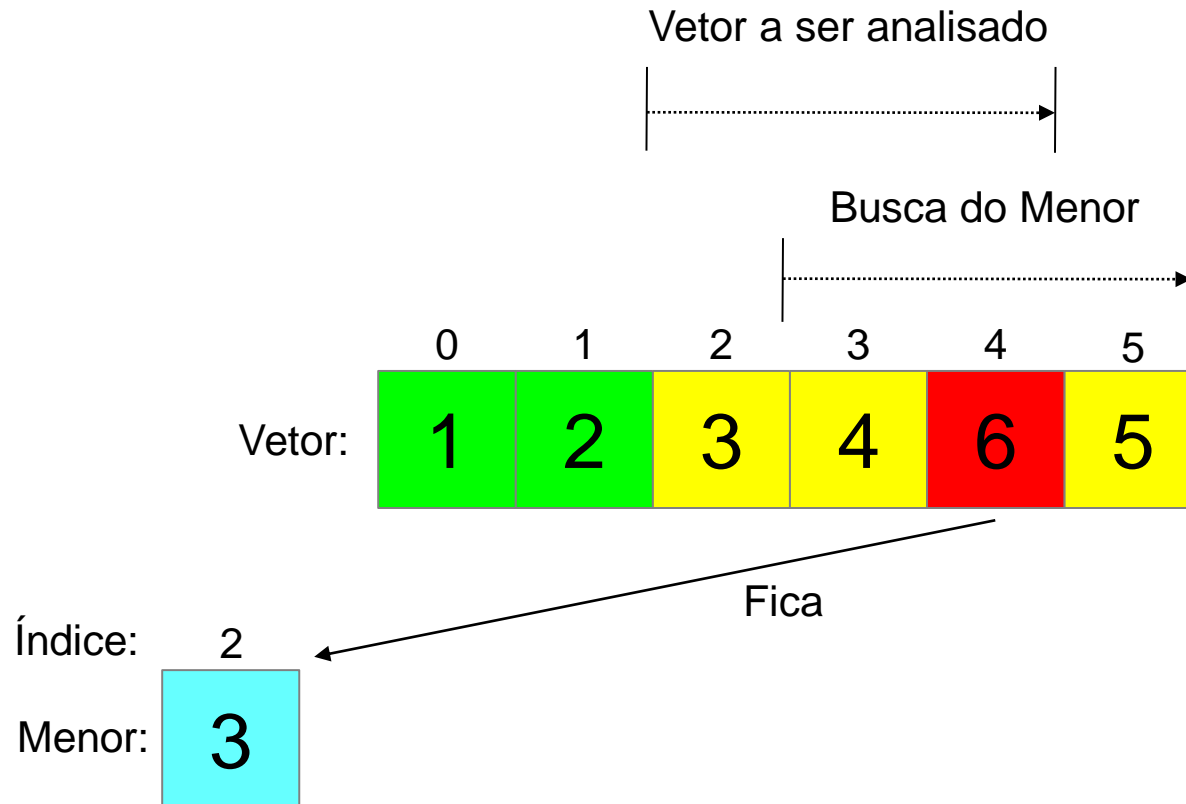 Vetor a ser analisado
Busca do Menor
0 1 2 3 4 5
Vetor: 1 2 3 4 6 5
Fica
Índice: 2
Menor: 3